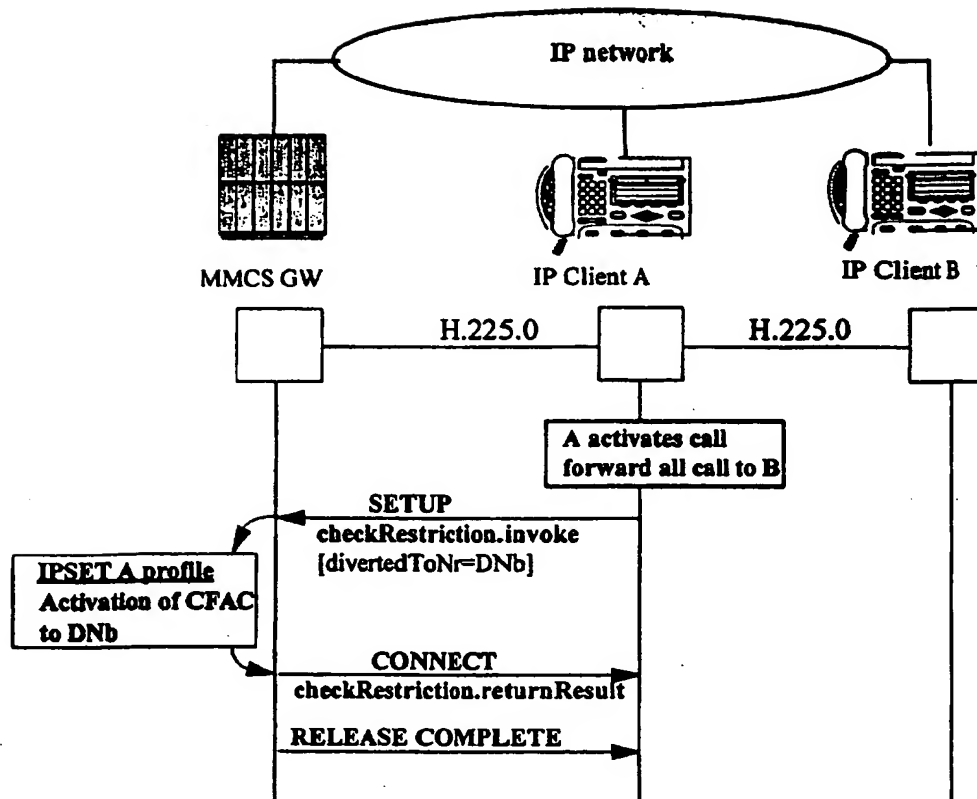 IP network
MMCS GW
IP Client A
IP Client B
H.225.0
H.225.0
A activates call
forward all call to B
SETUP
checkRestriction.invoke
[divertedToNr=DNb]
IPSET A profile
Activation of CFAC
to DNb
CONNECT
checkRestriction.returnResult
RELEASE COMPLETE